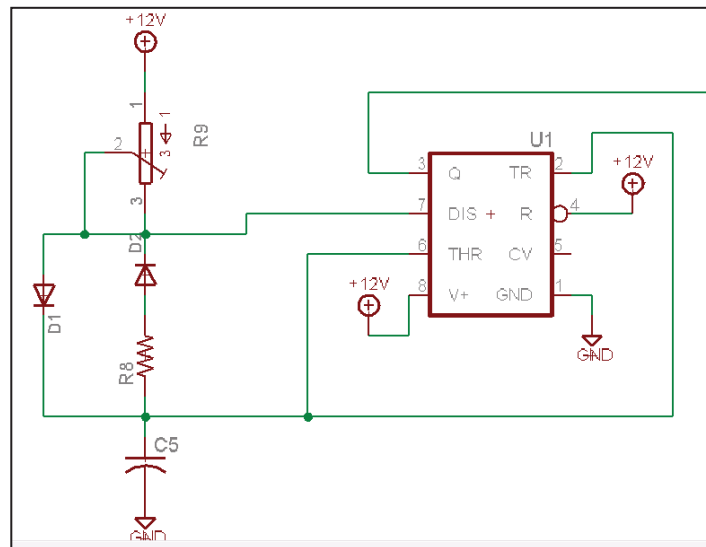 +12V
1
1
2
3
R9
3
U1
3
Q
TR
2
+12V
7
DIS
+
R
4
D2
6
THR
CV
5
+12V
8
V+
GND
1
D1
GND
R8
C5
GND